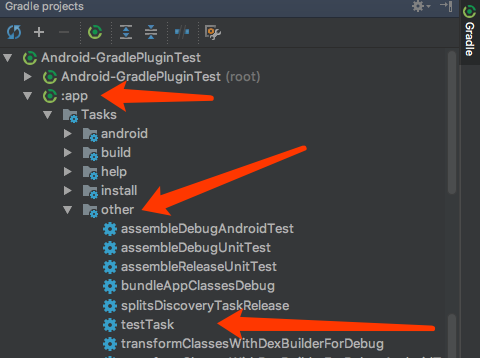 Gradle projects
Gradle
Android-GradlePluginTest
Android-GradlePluginTest (root)
:app
Tasks
android
build
help
install
other
assembleDebugAndroidTest
assembleDebugUnitTest
assembleReleaseUnitTest
bundleAppClassesDebug
splitsDiscoveryTaskRelease
testTask
transformClassesWithDexBuilderForDebug